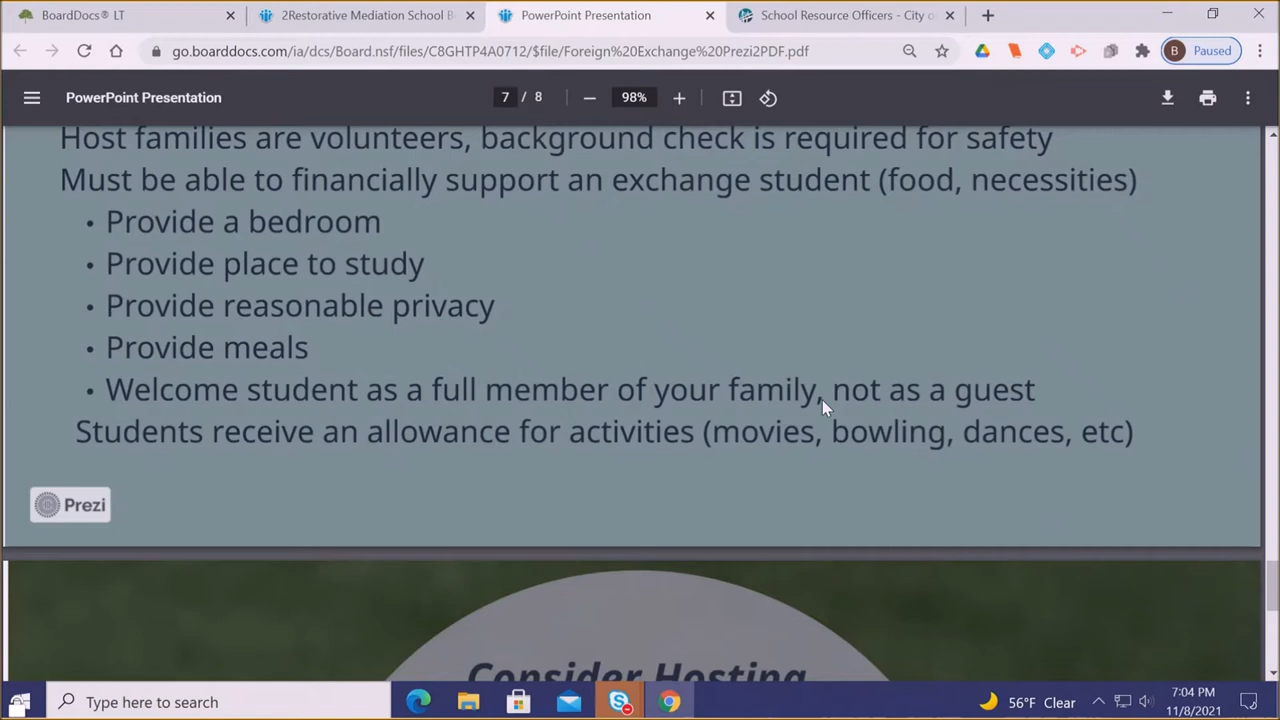 BoardDocs® LT
2Restorative Mediation School B
PowerPoint Presentation
School Resource Officers - City o
go.boarddocs.com/ia/dcs/Board.nsf/files/C8GHTP4A0712/$file/Foreign%20Exchange%20Prezi2PDF.pdf
B Paused
PowerPoint Presentation
7 / 8
98%
Host families are volunteers, background check is required for safety
Must be able to financially support an exchange student (food, necessities)
• Provide a bedroom
• Provide place to study
• Provide reasonable privacy
• Provide meals
• Welcome student as a full member of your family, not as a guest
Students receive an allowance for activities (movies, bowling, dances, etc)
Prezi
Consider Hosting
Type here to search
56°F Clear
7:04 PM
11/8/2021